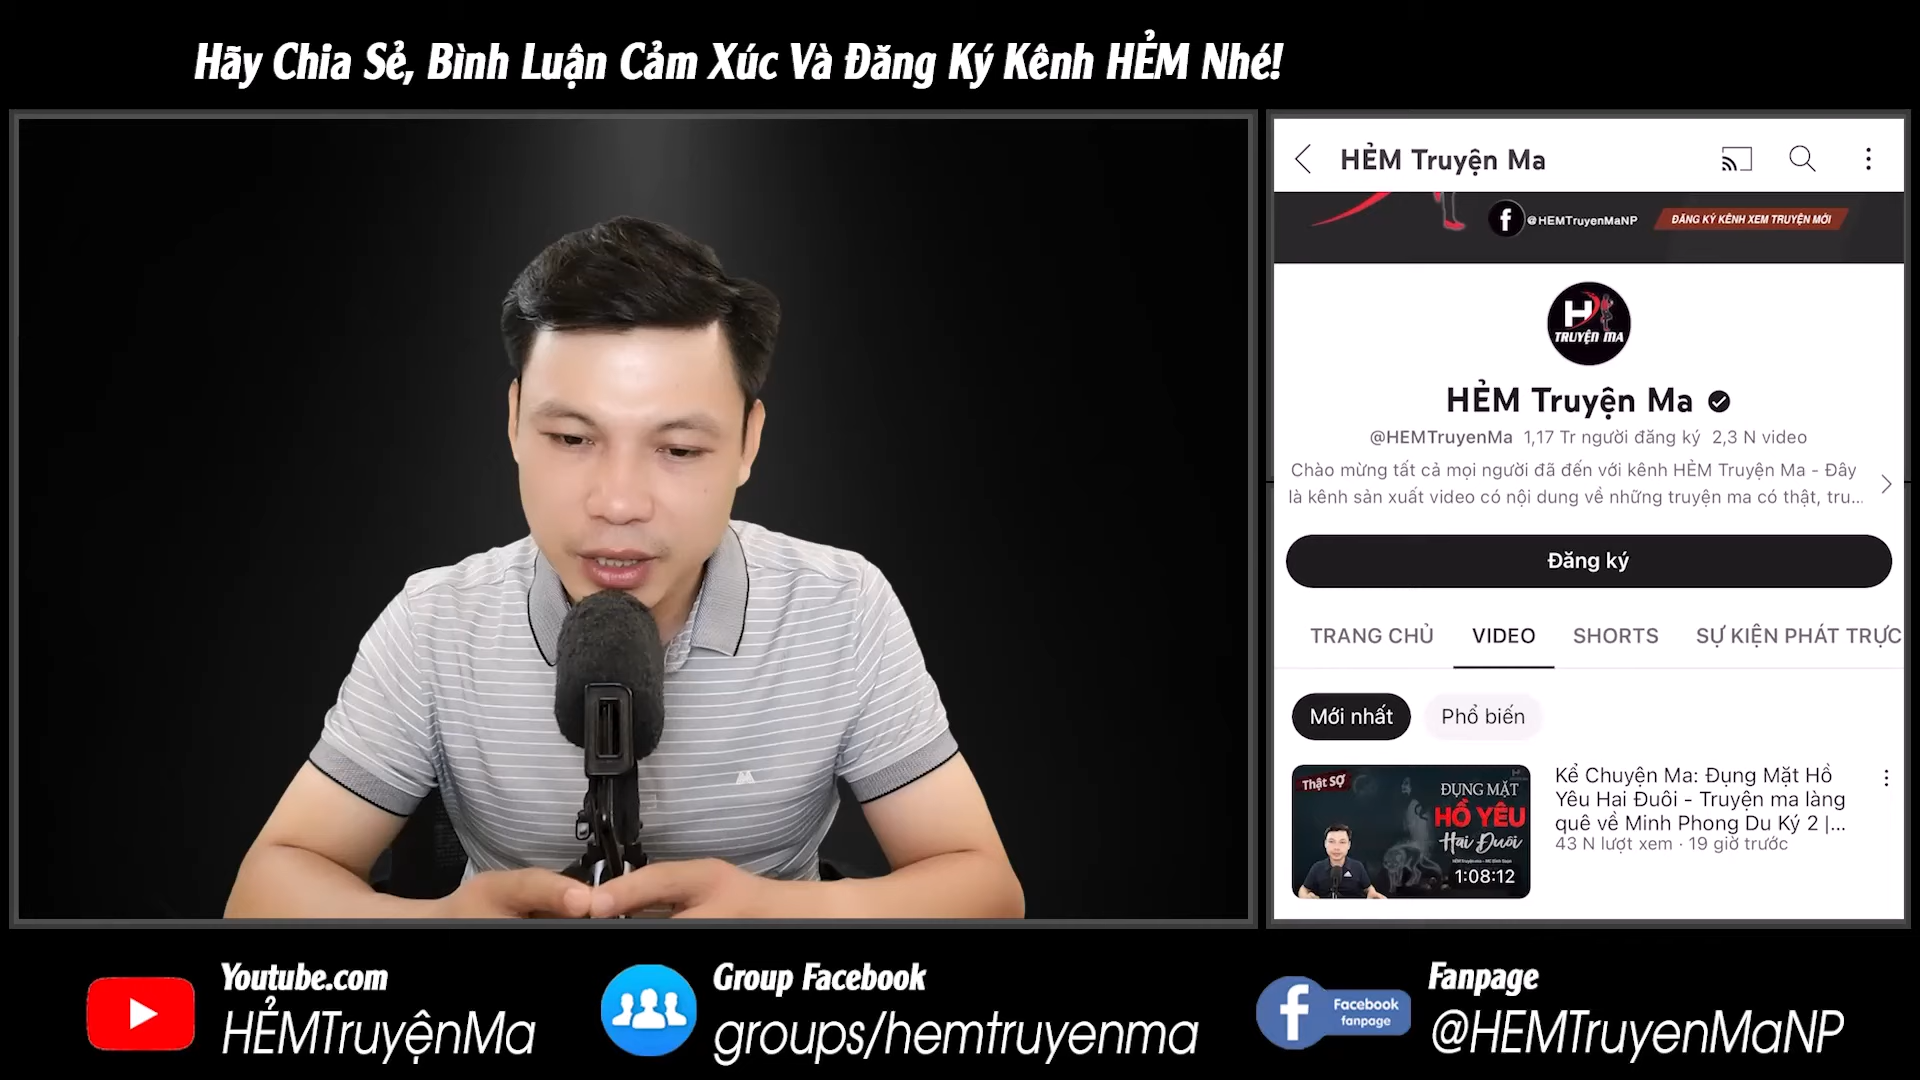 Hãy Chia Sẻ, Bình Luận Cảm Xúc Và Đăng Ký Kênh HẺM Nhé!
HẺM Truyện Ma
@HEMTruyenMaNP
ĐĂNG KÝ KÊNH XEM TRUYỆN MỚI
H
TRUYỆN MA
HẺM Truyện Ma
@HEMTruyenMa 1,17 Tr người đăng ký 2,3 N video
Chào mừng tất cả mọi người đã đến với kênh HẺM Truyện Ma - Đây
là kênh sản xuất video có nội dung về những truyện ma có thật, tru...
Đăng ký
TRANG CHỦ VIDEO SHORTS SỰ KIỆN PHÁT TRỰC
Mới nhất Phổ biến
Thật SỢ
ĐỤNG MẶT
HỒ YÊU
Hai Đuôi
1:08:12
Kể Chuyện Ma: Đụng Mặt Hồ
Yêu Hai Đuôi - Truyện ma làng
quê về Minh Phong Du Ký 2 |...
43 N lượt xem · 19 giờ trước
Youtube.com
HẺMTruyệnMa
Group Facebook
groups/hemtruyenma
Facebook
fanpage
Fanpage
@HEMTruyenMaNP